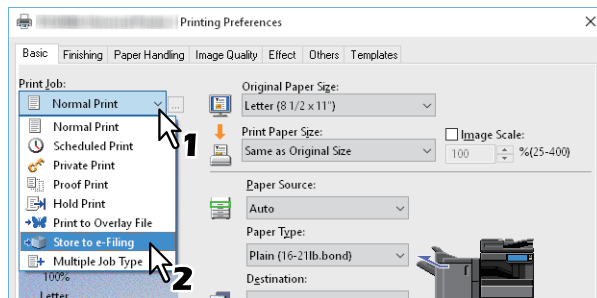 Printing Preferences
Basic Finishing Paper Handling Image Quality Effect Others Templates
Print Job:
Normal Print
...
Normal Print
Scheduled Print
Private Print
Proof Print
Hold Print
Print to Overlay File
Store to e-Filing
Multiple Job Type
100%
Letter
1
2
Original Paper Size:
Letter (8 1/2 x 11")
Print Paper Size:
Same as Original Size
Image Scale:
100 %(25-400)
Paper Source:
Auto
Paper Type:
Plain (16-21lb.bond)
Destination: